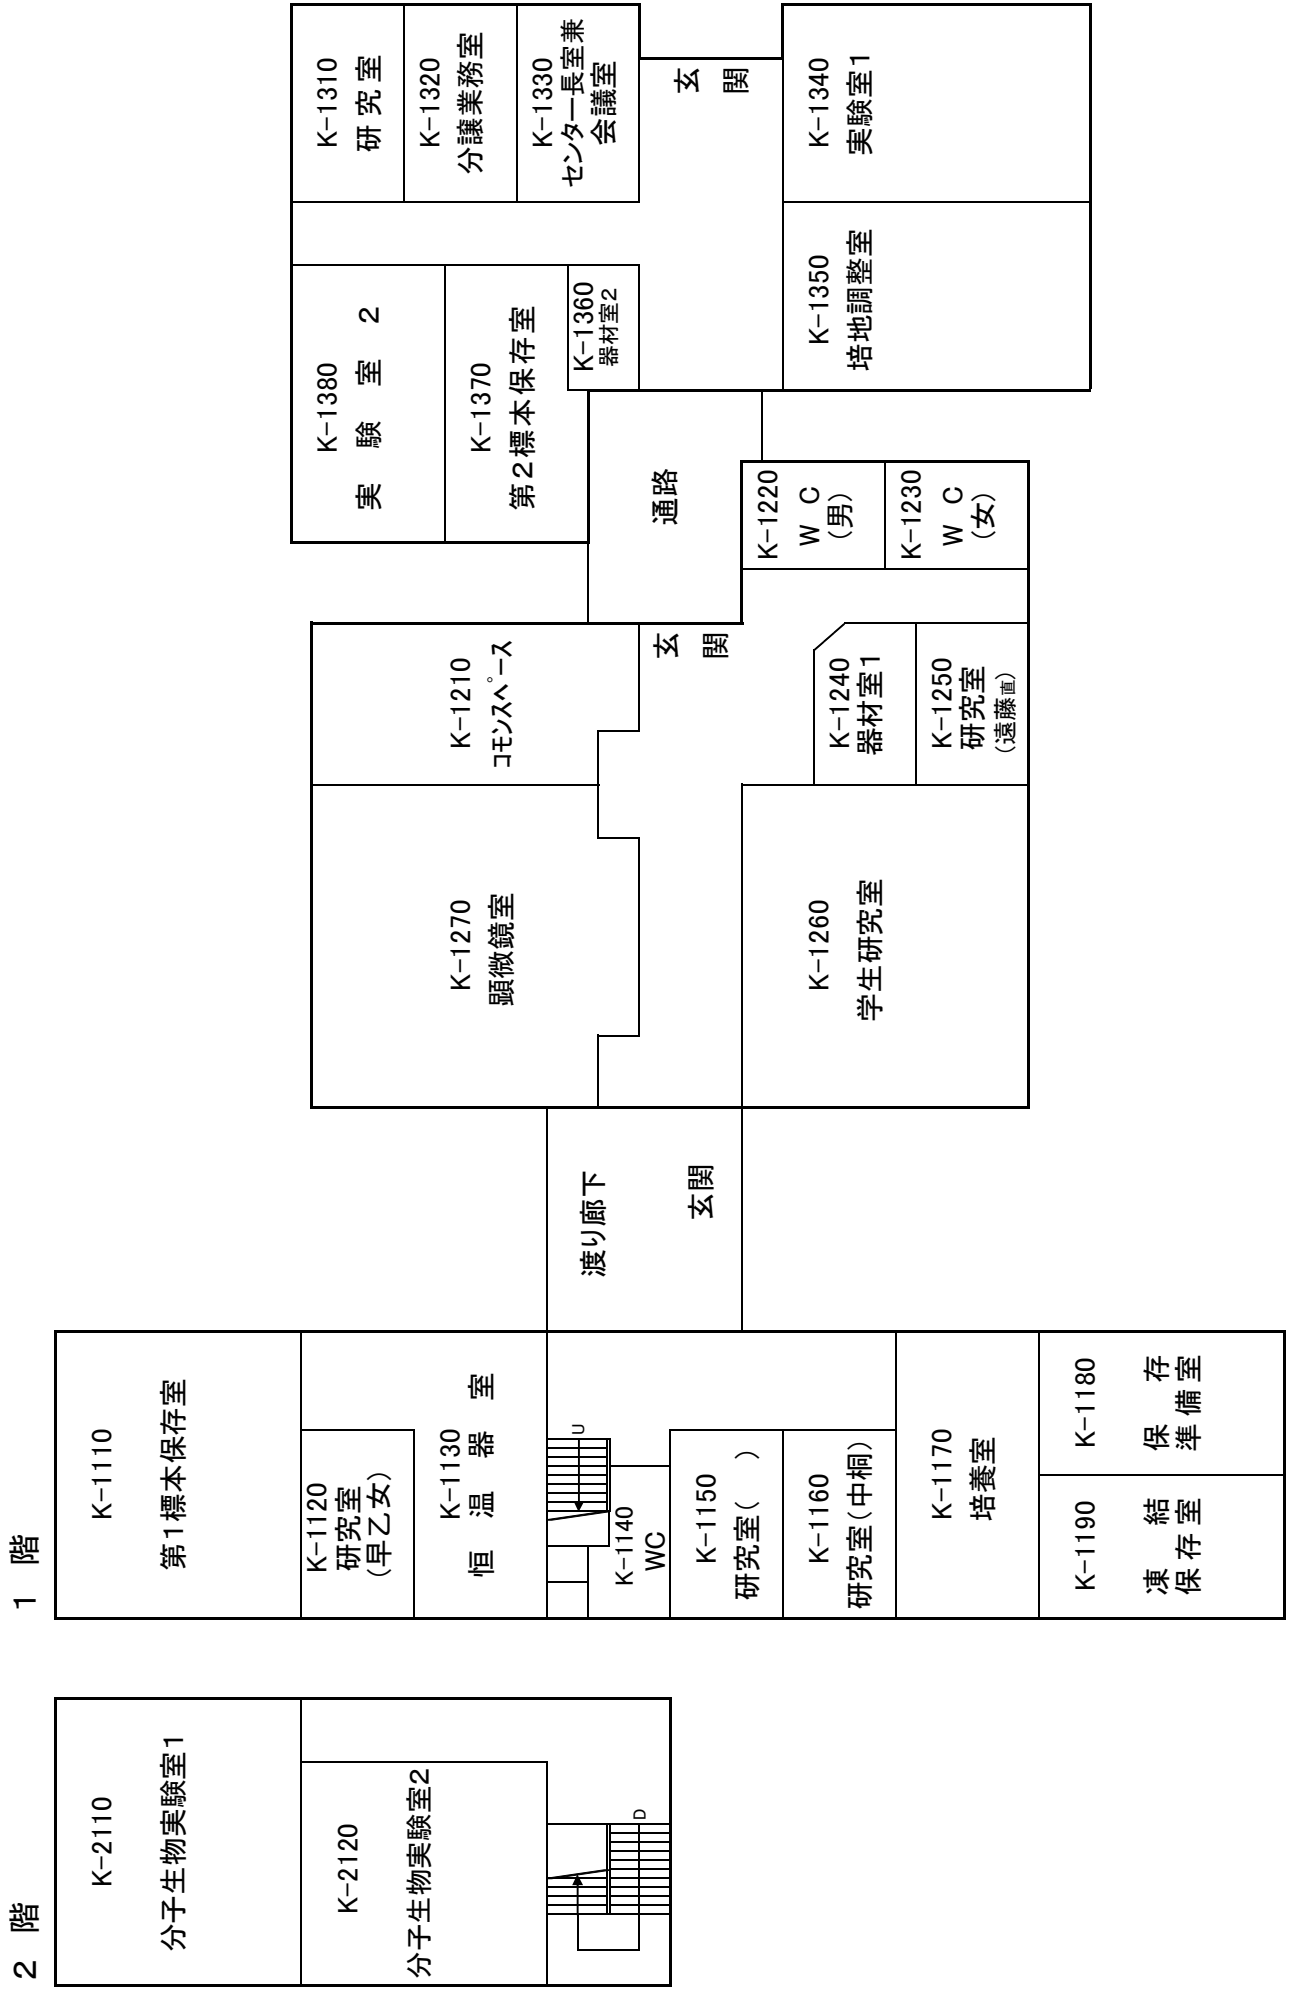 2 階
K-2110
分子生物実験室1
K-2120
分子生物実験室2
D
1 階
K-1110
第1標本保存室
K-1120
研究室
(早乙女)
K-1130
恒 温 器 室
U
K-1140
WC
K-1150
研究室( )
K-1160
研究室(中桐)
K-1170
培養室
K-1180
保 存
準 備 室
K-1190
凍 結
保 存 室
渡り廊下
玄関
K-1270
顕微鏡室
K-1210
コモンスペース
玄 関
K-1260
学生研究室
K-1240
器材室1
K-1250
研究室
(遠藤直)
K-1220
W C
(男)
K-1230
W C
(女)
通路
K-1380
実 験 室 2
K-1370
第2標本保存室
K-1360
器材室2
K-1310
研 究 室
K-1320
分譲業務室
K-1330
センター長室兼
会議室
玄 関
K-1350
培地調整室
K-1340
実験室1